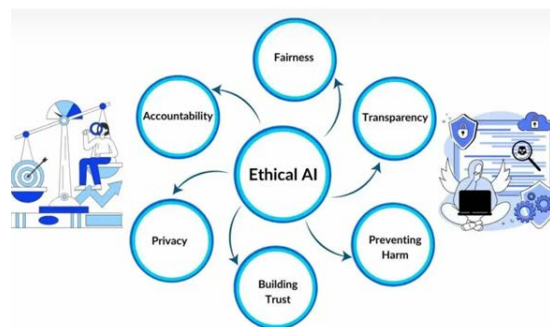 Fairness
Accountability
Transparency
Ethical AI
Privacy
Preventing
Harm
Building
Trust